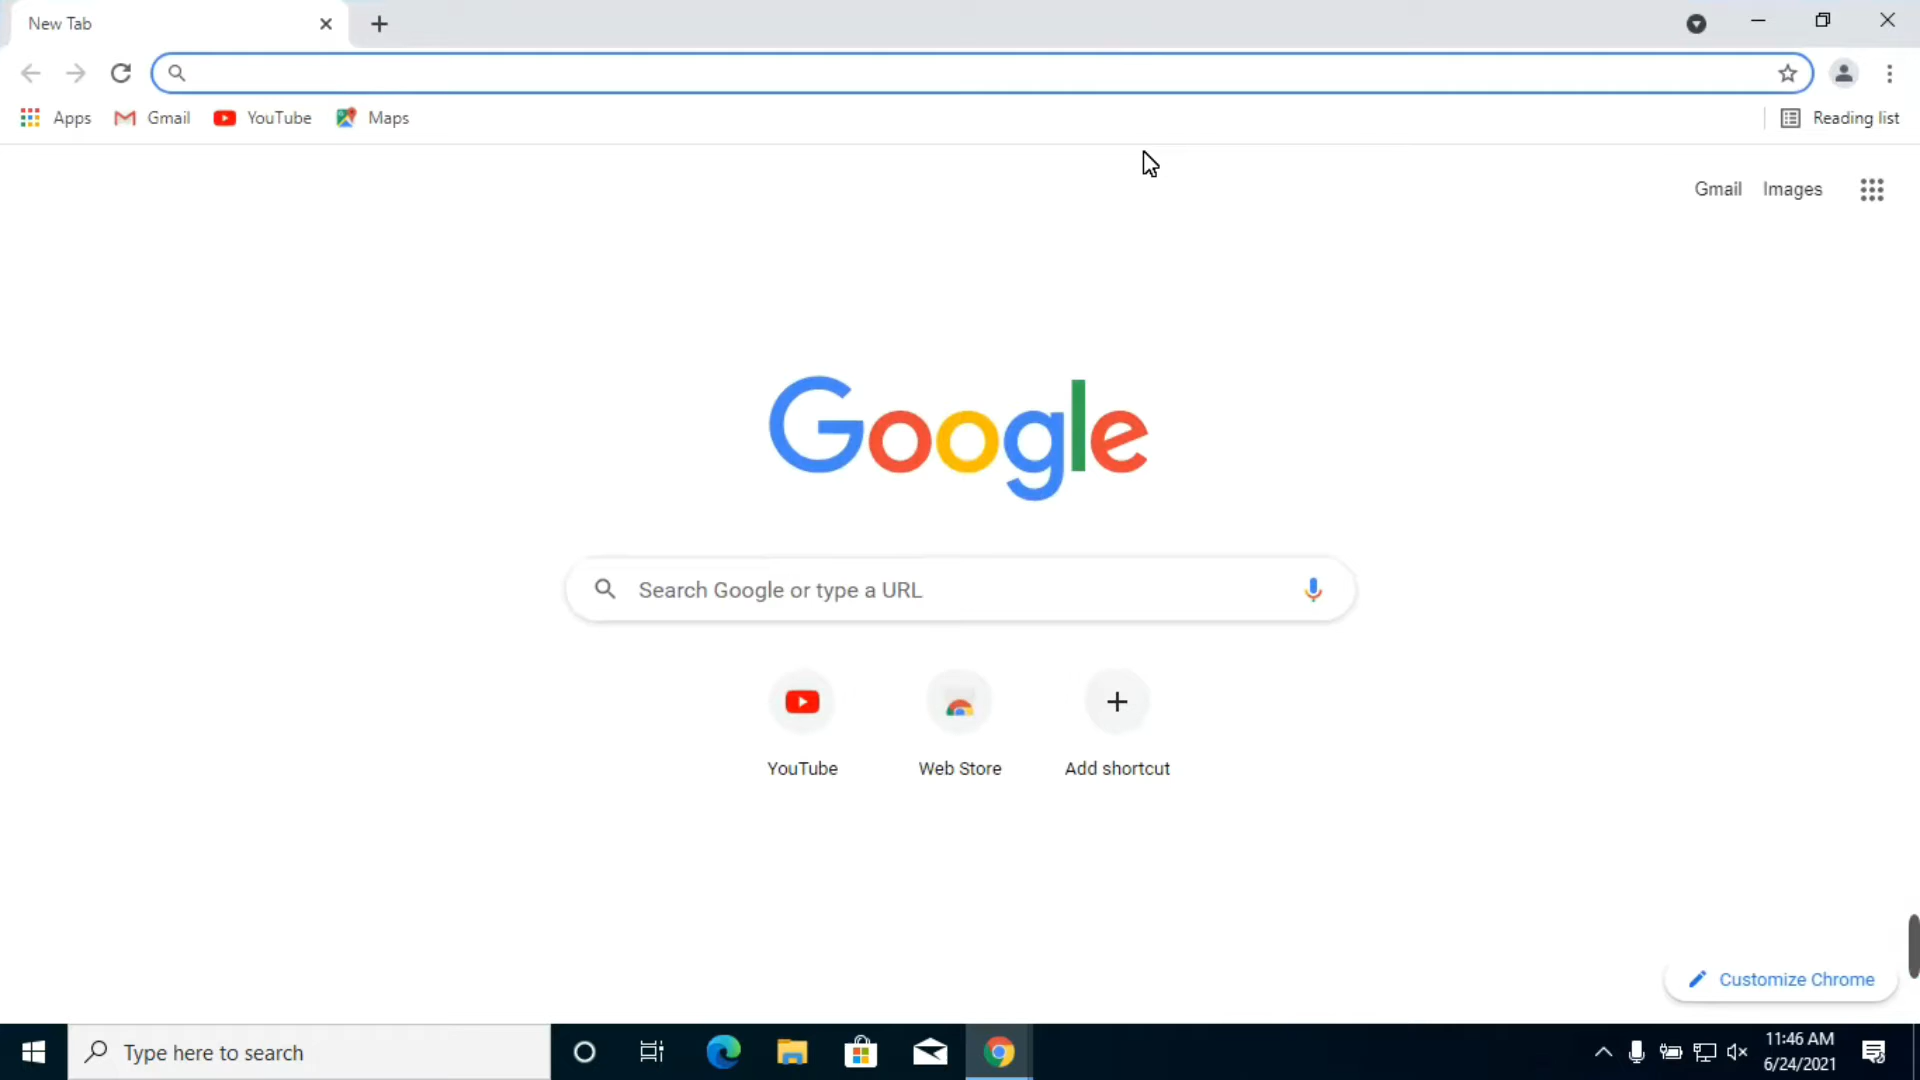 New Tab
Apps Gmail YouTube Maps Reading list
Gmail Images
Google
Search Google or type a URL
YouTube Web Store Add shortcut
Customize Chrome
Type here to search
11:46 AM
6/24/2021